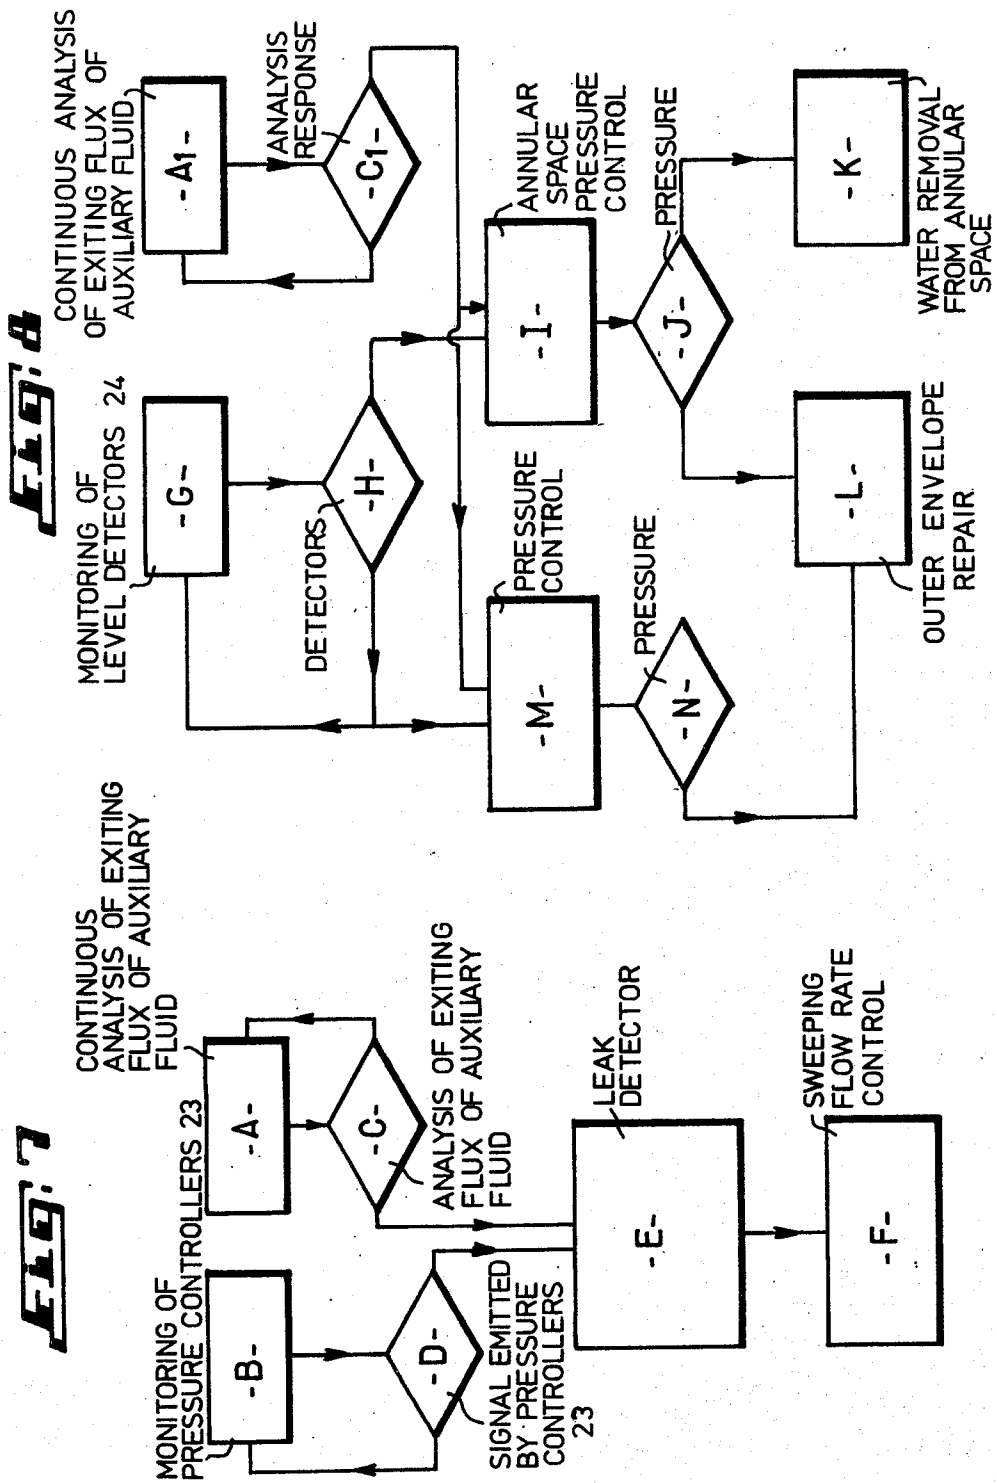 Fig: 7
MONITORING OF
PRESSURE CONTROLLERS 23
-B-
-D-
SIGNAL EMITTED
BY PRESSURE
CONTROLLERS
23
CONTINUOUS
ANALYSIS OF EXITING
FLUX OF AUXILIARY
FLUID
-A-
-C-
ANALYSIS OF EXITING
FLUX OF AUXILIARY
FLUID
LEAK
DETECTOR
-E-
SWEEPING
FLOW RATE
CONTROL
-F-
Fig: 8
MONITORING OF
LEVEL DETECTORS 24
-G-
DETECTORS
-H-
CONTINUOUS ANALYSIS
OF EXITING FLUX OF
AUXILIARY FLUID
-A1-
ANALYSIS
RESPONSE
-C1-
PRESSURE
CONTROL
-M-
ANNULAR
SPACE
PRESSURE
CONTROL
-I-
PRESSURE
-N-
PRESSURE
-J-
-L-
OUTER ENVELOPE
REPAIR
-K-
WATER REMOVAL
FROM ANNULAR
SPACE